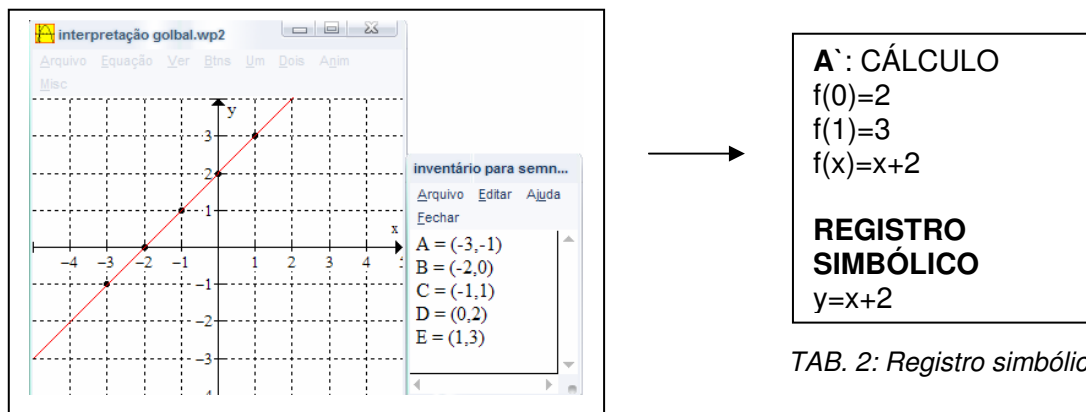 interpretação golbal.wp2
Arquivo Equação Ver Btns Um Dois Anim
Misc
y
3
2
1
x
-4 -3 -2 -1 1 2 3 4
-1
-2
-3
inventário para semn...
Arquivo Editar Ajuda
Fechar
A = (-3,-1)
B = (-2,0)
C = (-1,1)
D = (0,2)
E = (1,3)
A`: CÁLCULO
f(0)=2
f(1)=3
f(x)=x+2
REGISTRO
SIMBÓLICO
y=x+2
TAB. 2: Registro simbólic